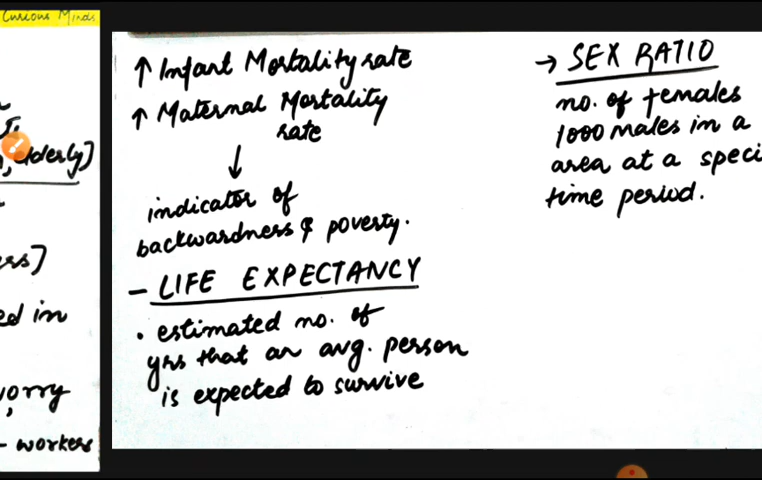 Curious Minds
elderly]
ed in
worry
- workers
↑ Infant Mortality rate
↑ Maternal Mortality
rate
↓
indicator of
backwardness & poverty.
- LIFE EXPECTANCY
• estimated no. of
yrs that an avg. person
is expected to survive
→ SEX RATIO
no. of females
1000 males in a
area at a speci
time period.